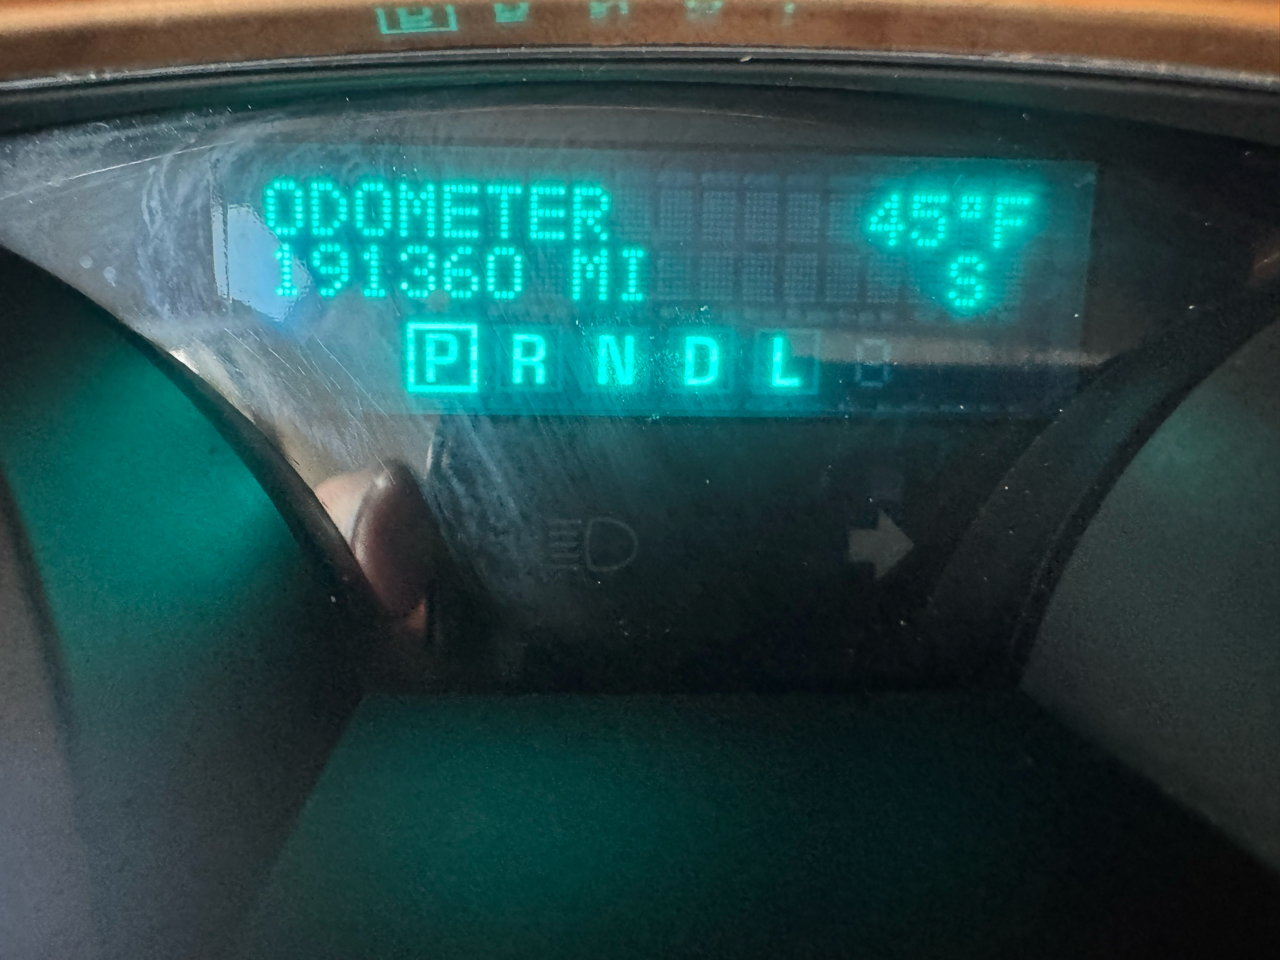 ODOMETER 45°F
191360 MI S
P R N D L